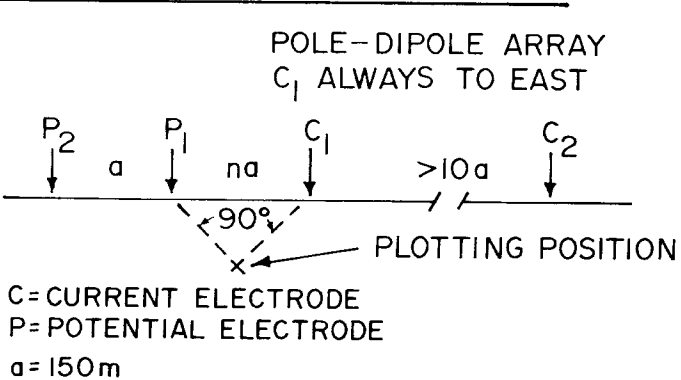 POLE-DIPOLE ARRAY
C1 ALWAYS TO EAST
P2 P1 C1 C2
a na >10a
90°
PLOTTING POSITION
C=CURRENT ELECTRODE
P=POTENTIAL ELECTRODE
a=150m